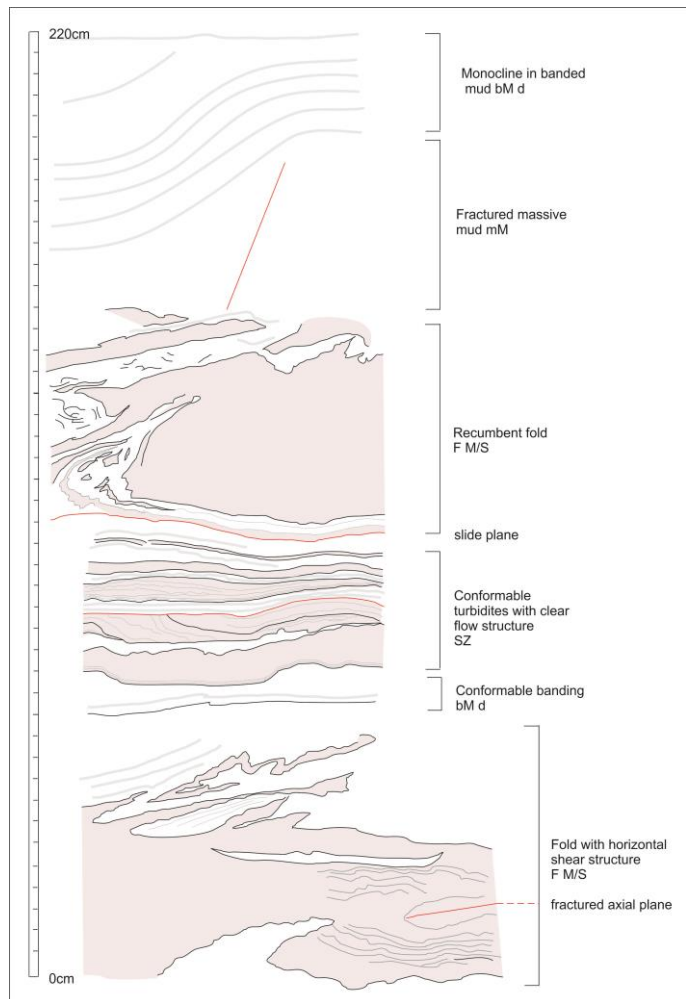 220cm
Monocline in banded
mud bM d
Fractured massive
mud mM
Recumbent fold
F M/S
slide plane
Conformable
turbidites with clear
flow structure
SZ
Conformable banding
bM d
Fold with horizontal
shear structure
F M/S
fractured axial plane
0cm